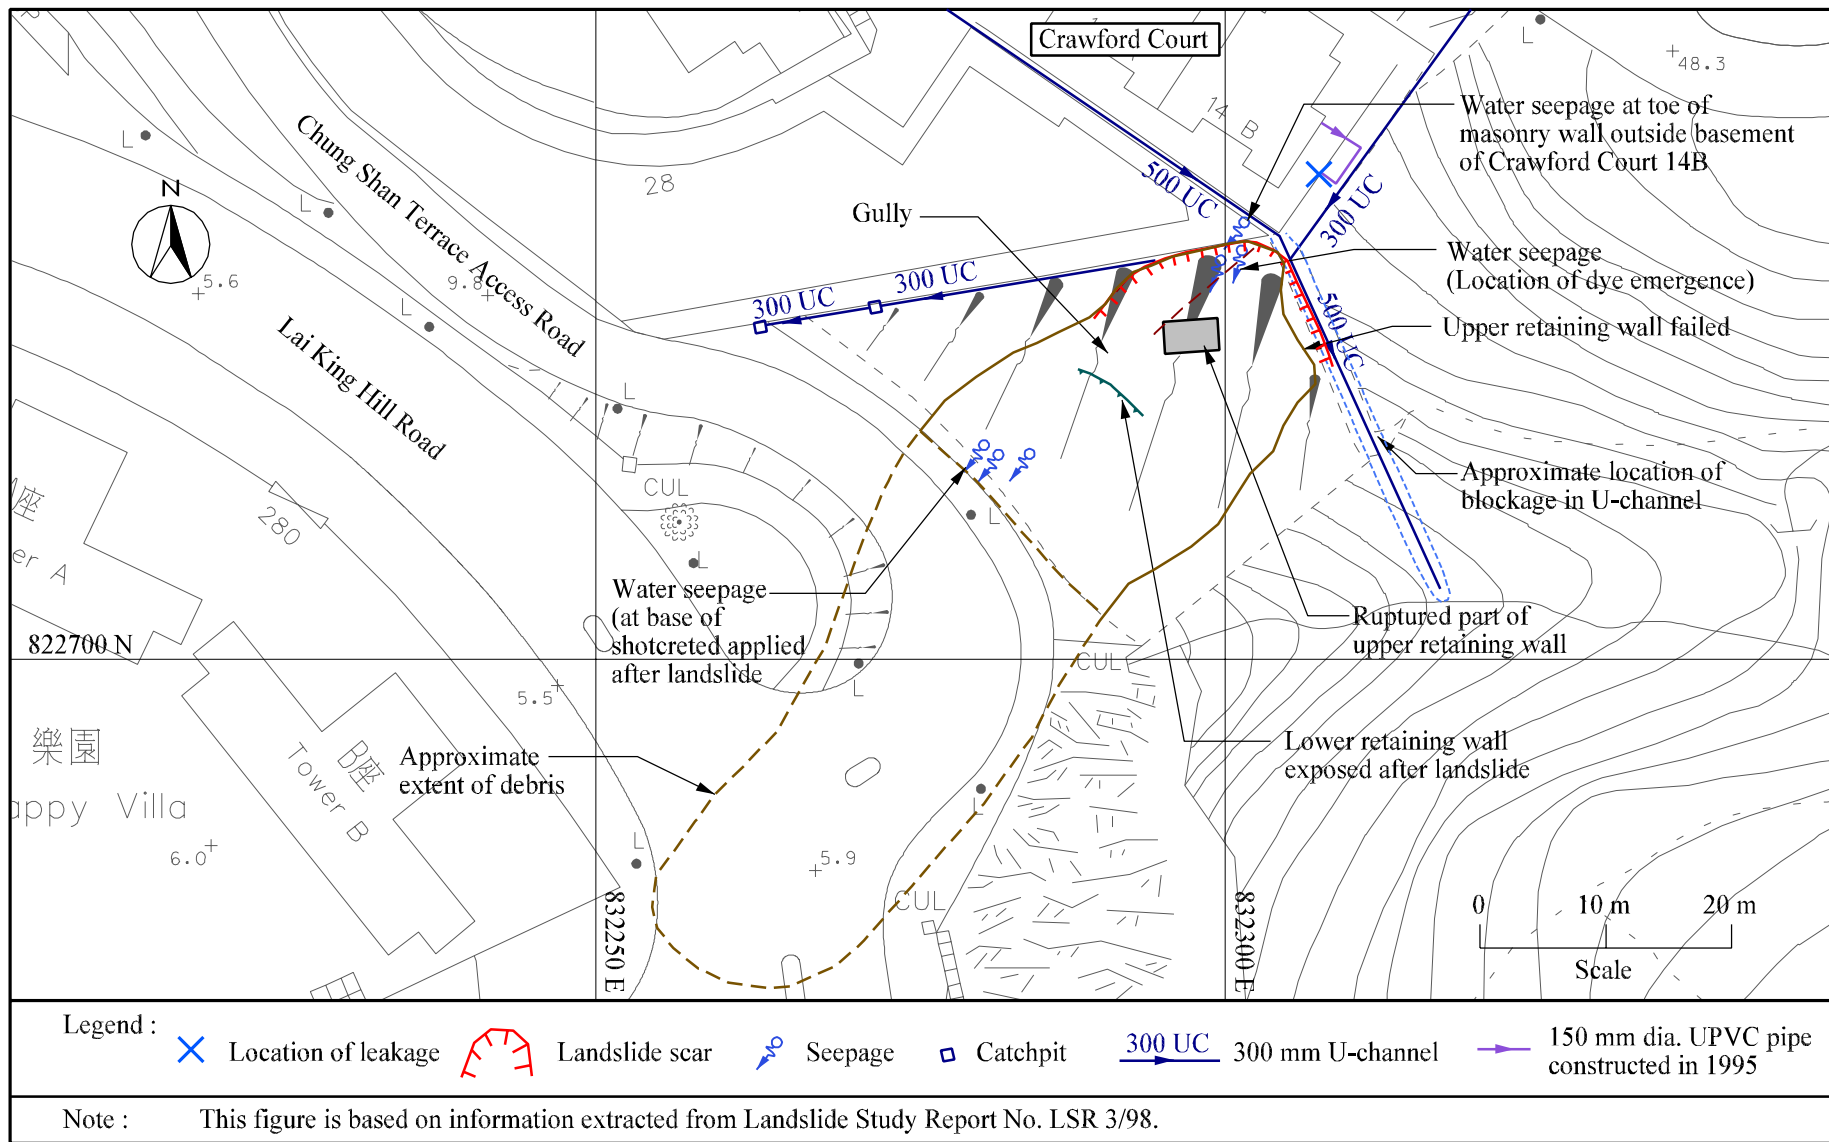 Crawford Court
L
48.3
Water seepage at toe of
masonry wall outside basement
of Crawford Court 14B
14 B
L
Chung Shan Terrace Access Road
500 UC
28
N
L
Gully
300 UC
Water seepage
(Location of dye emergence)
5.6
9.8
300 UC
300 UC
L
500 UC
Upper retaining wall failed
Lai King Hill Road
L
Approximate location of
blockage in U-channel
座
CUL
280
L
er A
L
Water seepage
(at base of
shotcreted applied
after landslide
Ruptured part of
upper retaining wall
822700 N
CUL
5.5
L
樂園
B座
Tower B
Approximate
extent of debris
Lower retaining wall
exposed after landslide
appy Villa
L
6.0
L
5.9
CUL
832250 E
832300 E
0 10 m 20 m
Scale
Legend :
Location of leakage
Landslide scar
Seepage
Catchpit
300 UC
300 mm U-channel
150 mm dia. UPVC pipe
constructed in 1995
Note : This figure is based on information extracted from Landslide Study Report No. LSR 3/98.